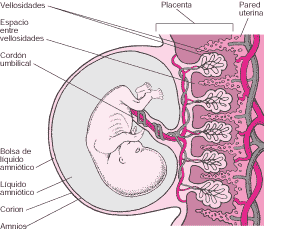 Vellosidades
Placenta
Pared
uterina
Espacio
entre
vellosidades
Cordón
umbilical
Bolsa de
líquido
amniótico
Líquido
amniótico
Corion
Amnios